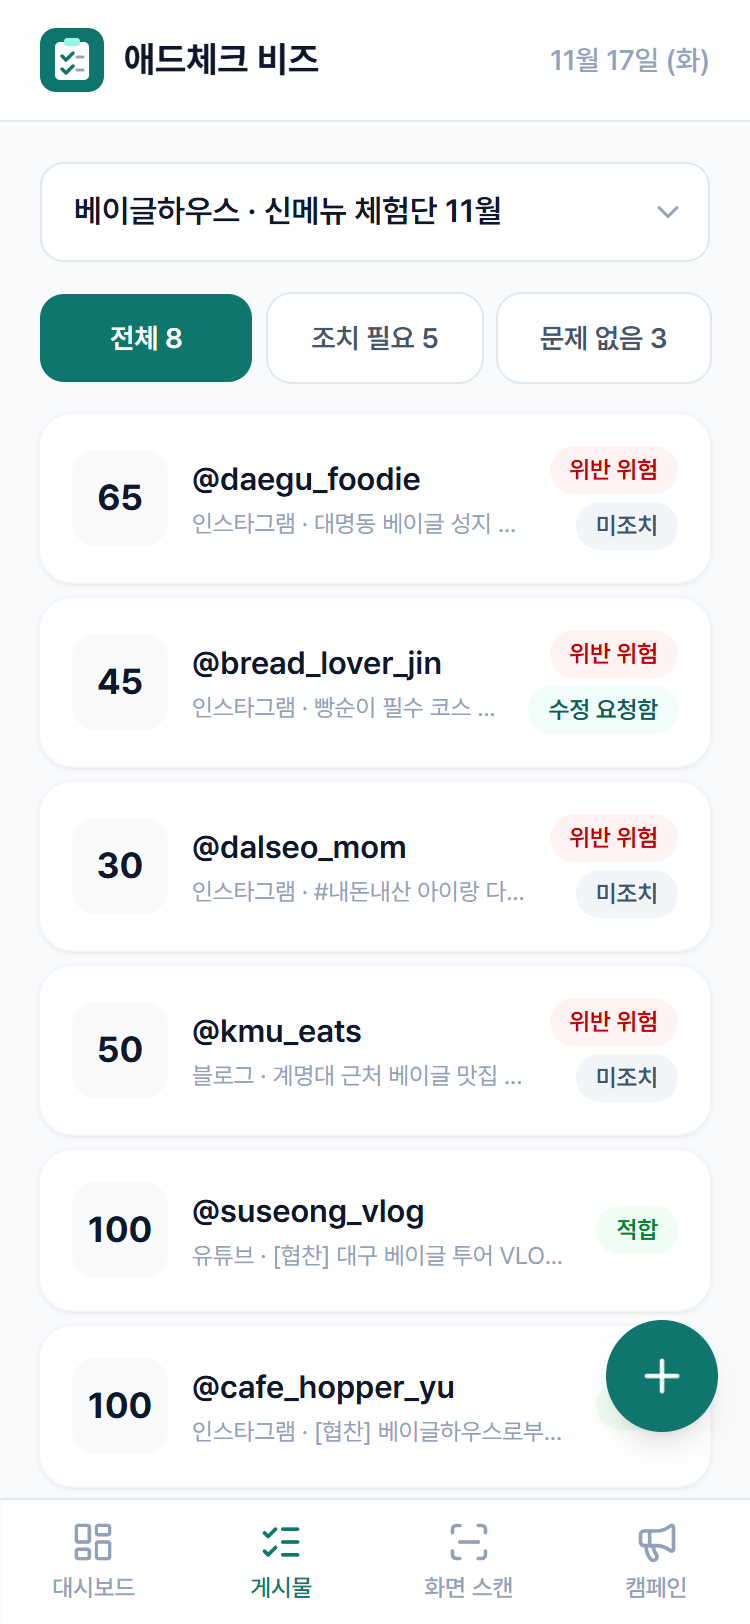 애드체크 비즈
11월 17일 (화)
베이글하우스 · 신메뉴 체험단 11월
전체 8
조치 필요 5
문제 없음 3
65
@daegu_foodie
인스타그램 · 대명동 베이글 성지 ...
위반 위험
미조치
45
@bread_lover_jin
인스타그램 · 빵순이 필수 코스 ...
위반 위험
수정 요청함
30
@dalseo_mom
인스타그램 · #내돈내산 아이랑 다...
위반 위험
미조치
50
@kmu_eats
블로그 · 계명대 근처 베이글 맛집 ...
위반 위험
미조치
100
@suseong_vlog
유튜브 · [협찬] 대구 베이글 투어 VLO...
적합
100
@cafe_hopper_yu
인스타그램 · [협찬] 베이글하우스로부...
대시보드
게시물
화면 스캔
캠페인